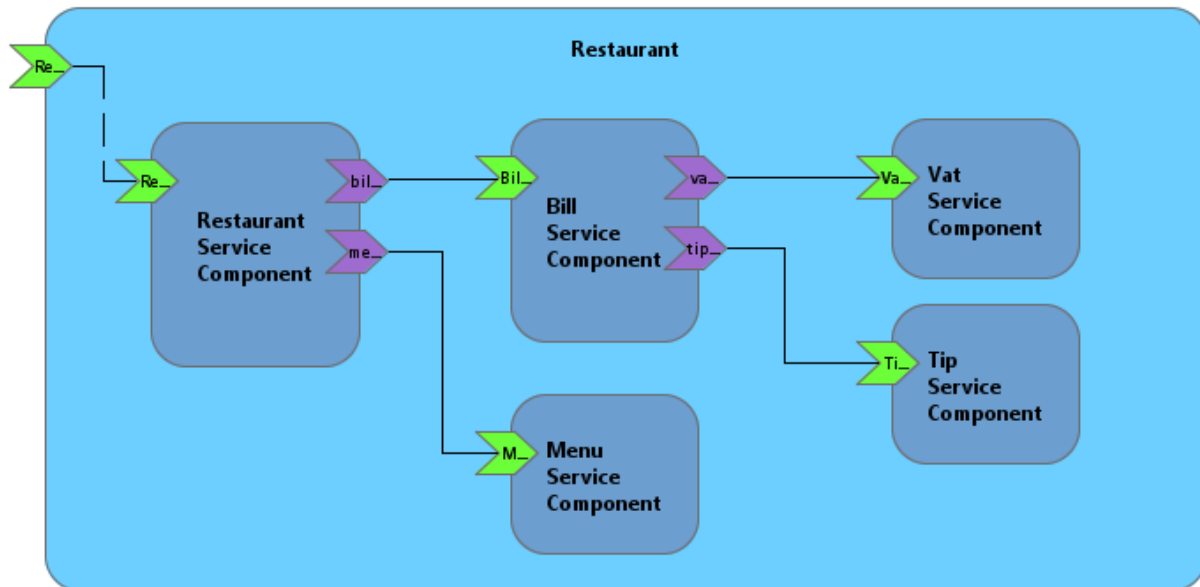 Restaurant
Re_
Re_
bil_
me_
Restaurant
Service
Component
Bil_
va_
tip_
Bill
Service
Component
Va_
Vat
Service
Component
Ti_
Tip
Service
Component
M_
Menu
Service
Component